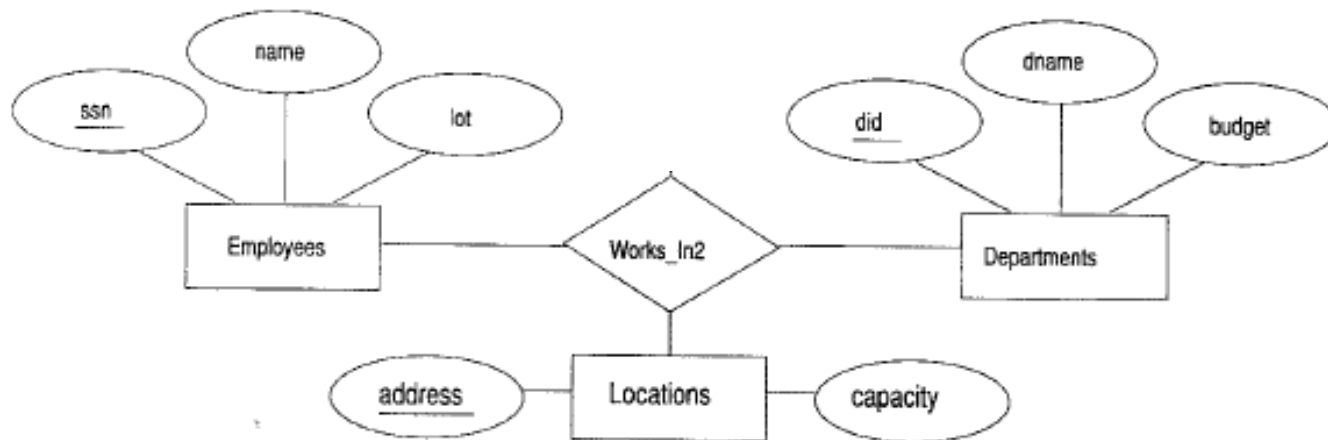 name
dname
ssn
lot
did
budget
Employees
Works_In2
Departments
address
Locations
capacity